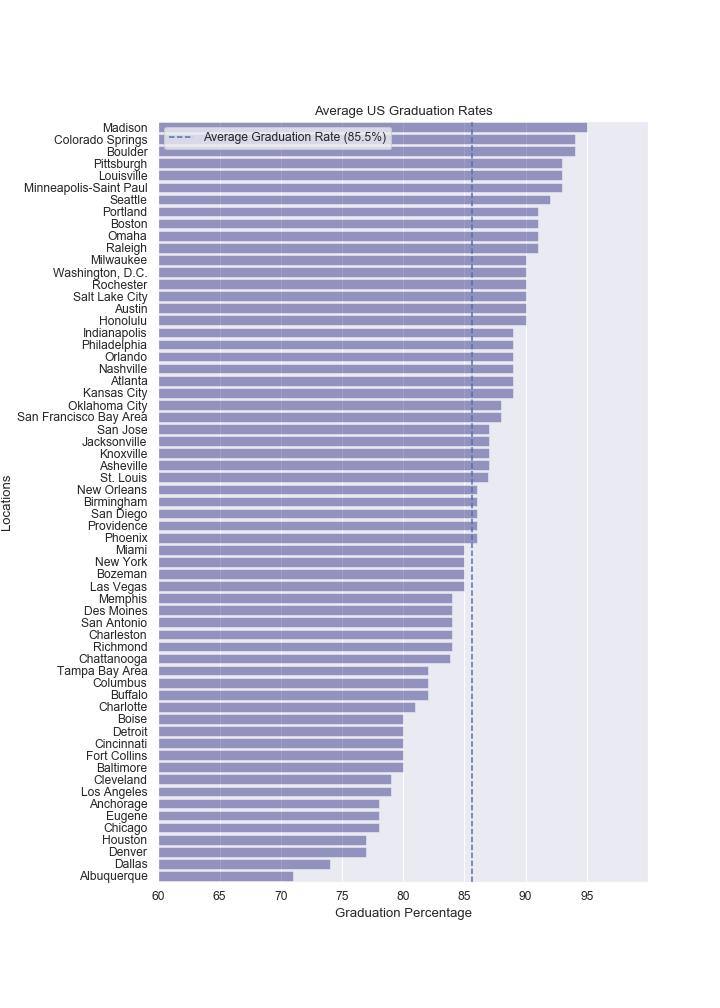 Average US Graduation Rates
Average Graduation Rate (85.5%)
Madison
Colorado Springs
Boulder
Pittsburgh
Louisville
Minneapolis-Saint Paul
Seattle
Portland
Boston
Omaha
Raleigh
Milwaukee
Washington, D.C.
Rochester
Salt Lake City
Austin
Honolulu
Indianapolis
Philadelphia
Orlando
Nashville
Atlanta
Kansas City
Oklahoma City
San Francisco Bay Area
San Jose
Jacksonville
Knoxville
Asheville
St. Louis
New Orleans
Birmingham
San Diego
Providence
Phoenix
Miami
New York
Bozeman
Las Vegas
Memphis
Des Moines
San Antonio
Charleston
Richmond
Chattanooga
Tampa Bay Area
Columbus
Buffalo
Charlotte
Boise
Detroit
Cincinnati
Fort Collins
Baltimore
Cleveland
Los Angeles
Anchorage
Eugene
Chicago
Houston
Denver
Dallas
Albuquerque
Locations
60 65 70 75 80 85 90 95
Graduation Percentage